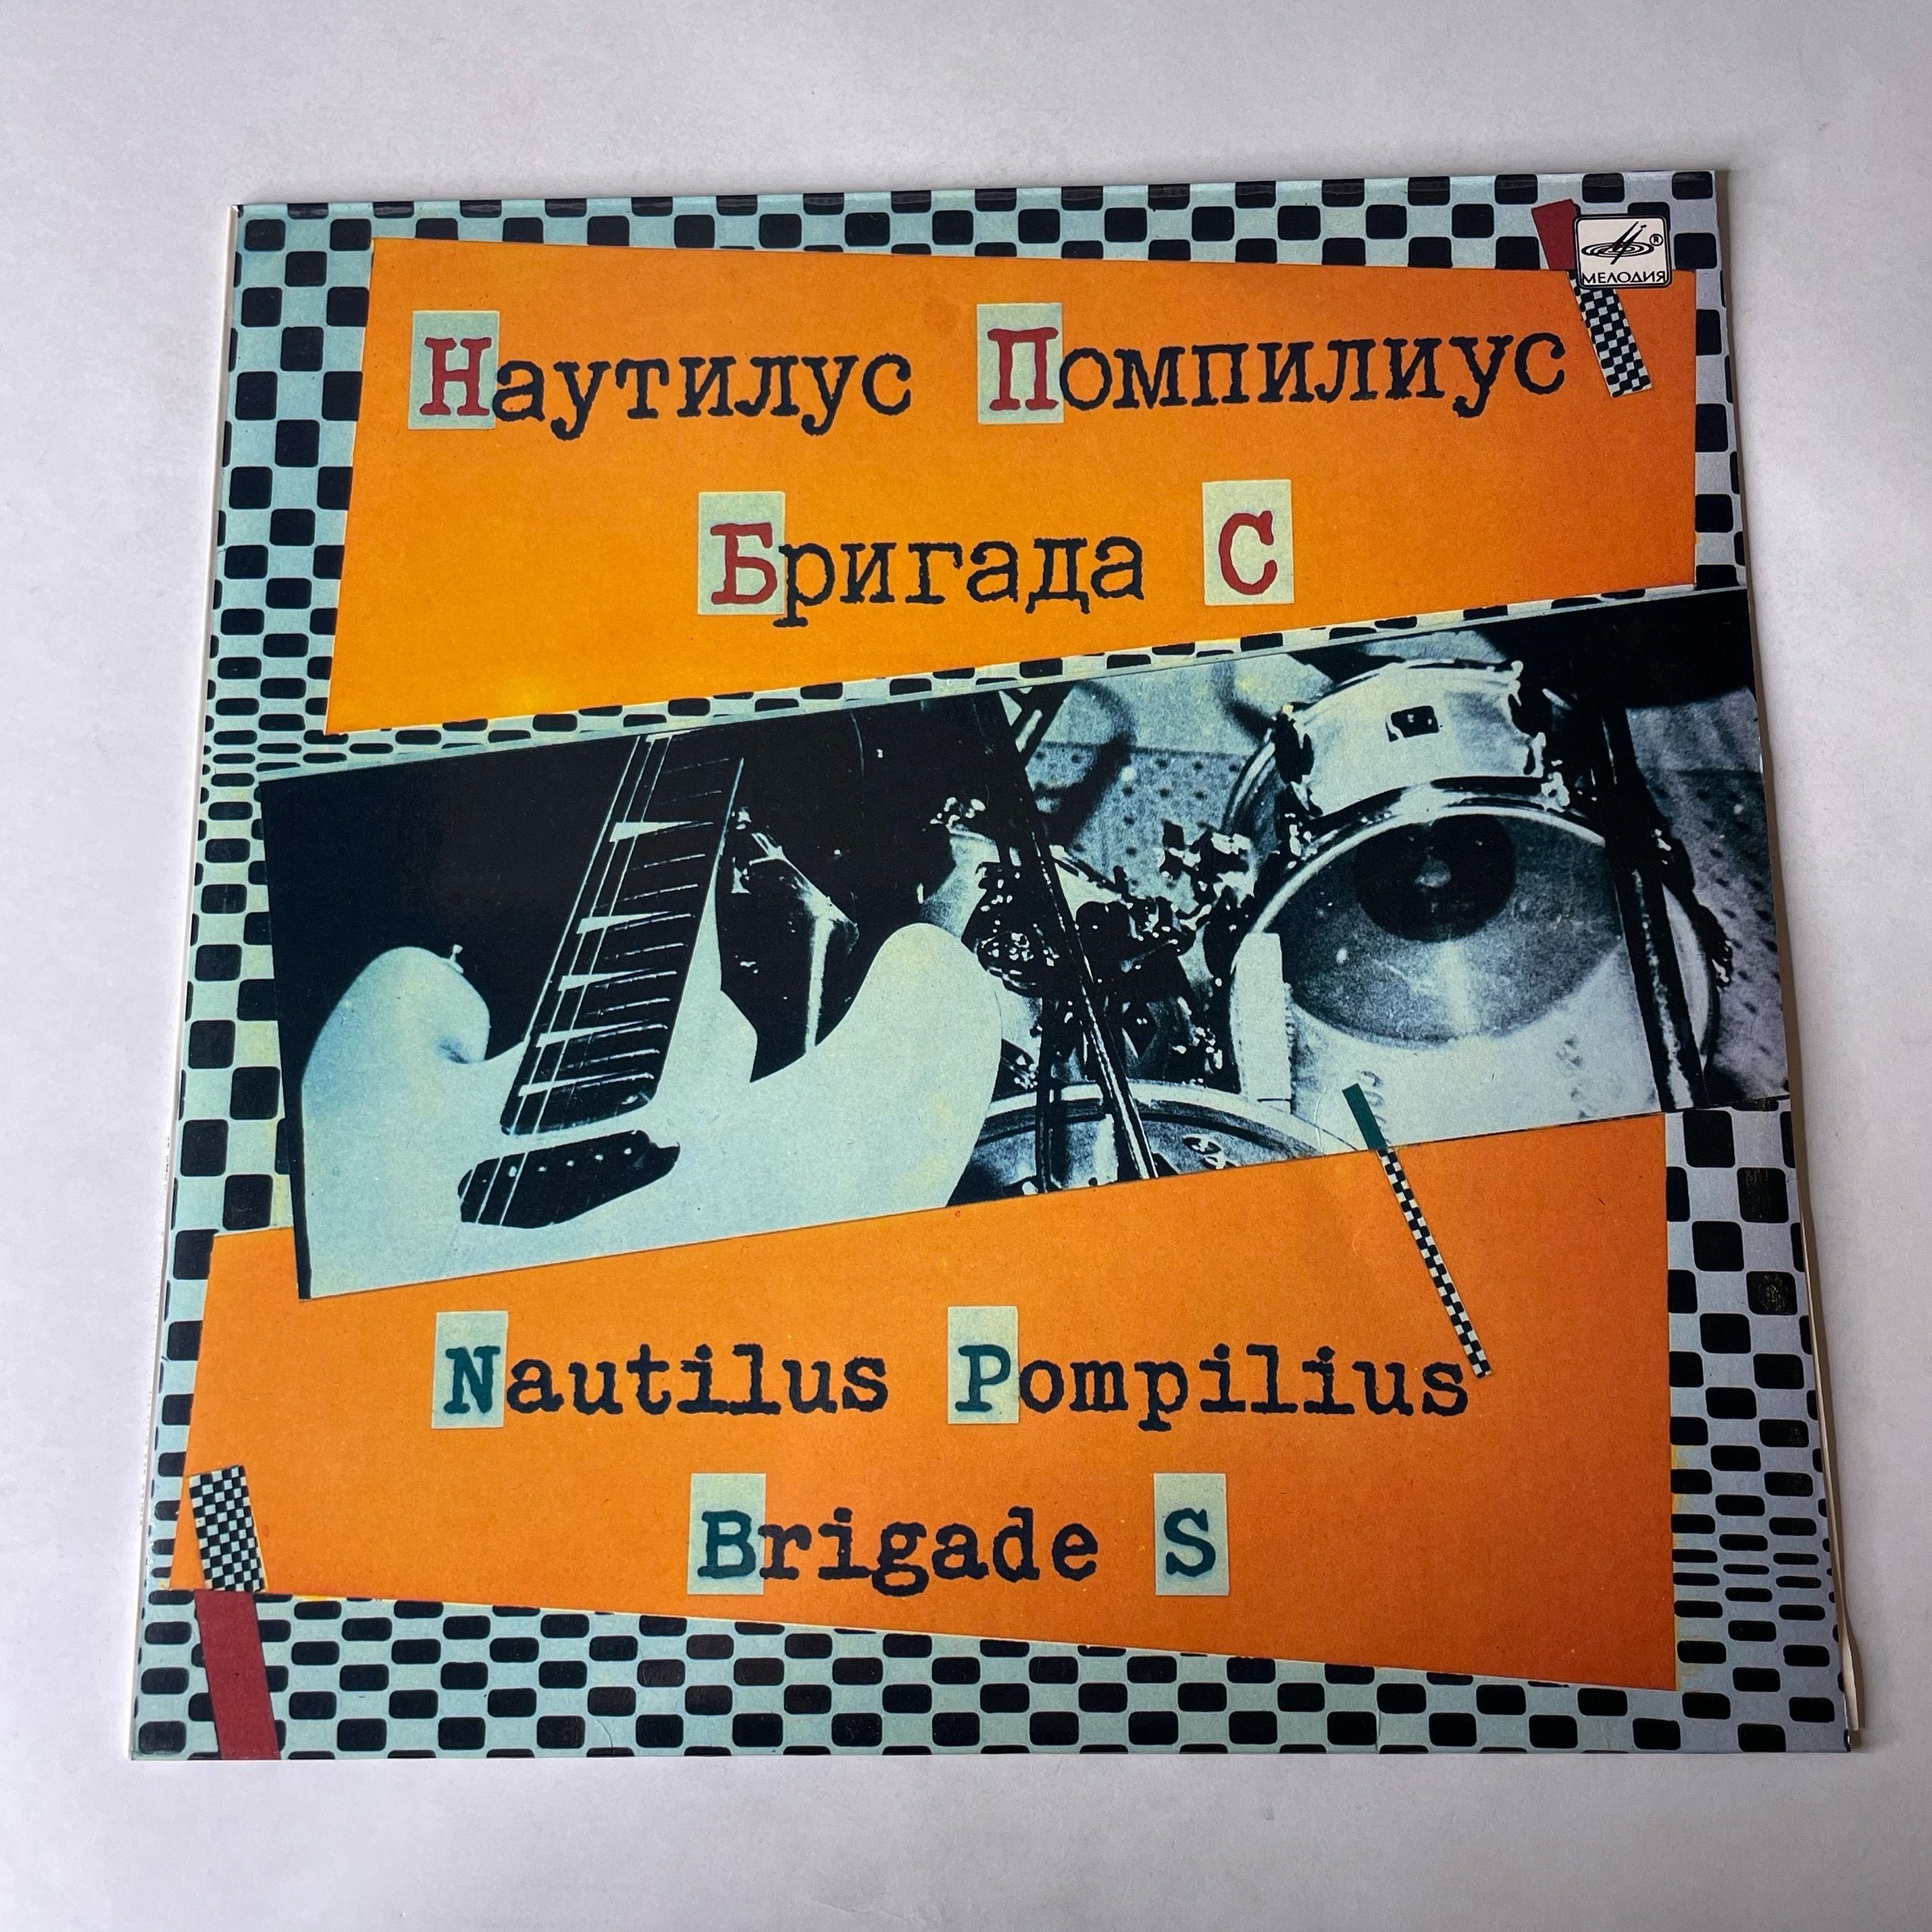 МЕЛОДИЯ
Наутилус Помпилиус
Бригада С
Nautilus Pompilius
Brigade S